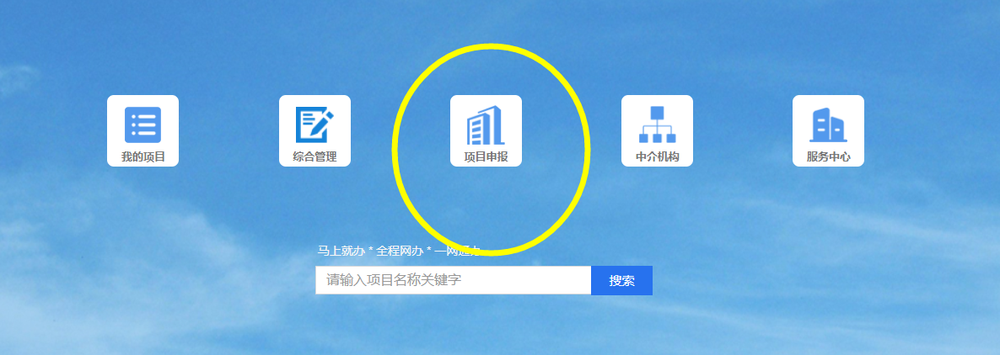 我的项目
综合管理
项目申报
中介机构
服务中心
马上就办 * 全程网办 * 一网通办
请输入项目名称关键字
搜索